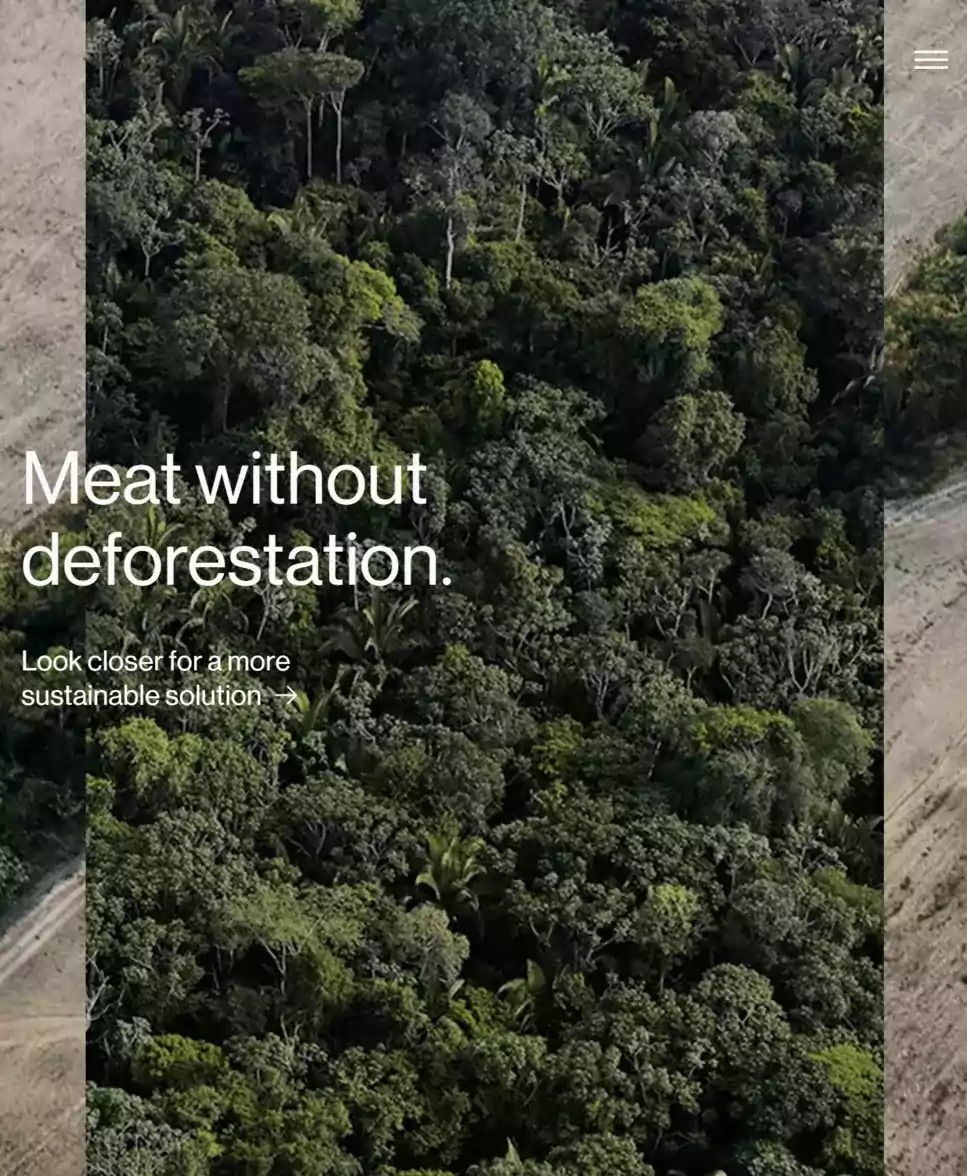 Meat without
deforestation.
Look closer for a more
sustainable solution →